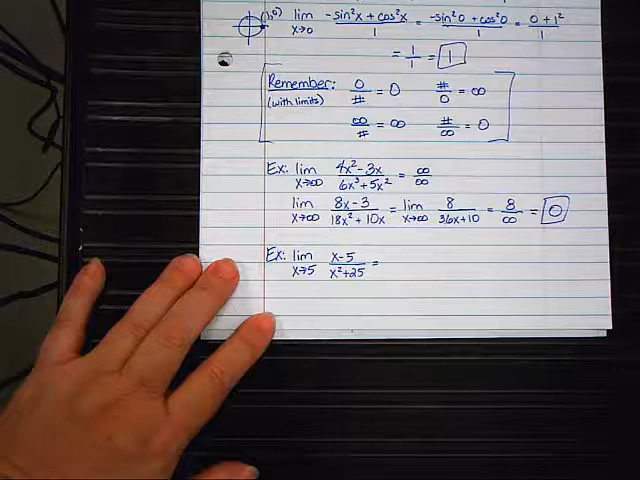 (1,0) lim x→0 (-sin²x + cos²x)/1 = (-sin²0 + cos²0)/1 = (0 + 1²)/1
= 1/1 = 1
Remember: 0/# = 0 #/0 = ∞
(with limits) ∞/# = ∞ #/∞ = 0
Ex: lim x→∞ (4x² - 3x)/(6x³ + 5x²) = ∞/∞
lim x→∞ (8x - 3)/(18x² + 10x) = lim x→∞ 8/(36x + 10) = 8/∞ = 0
Ex: lim x→5 (x - 5)/(x² + 25) =